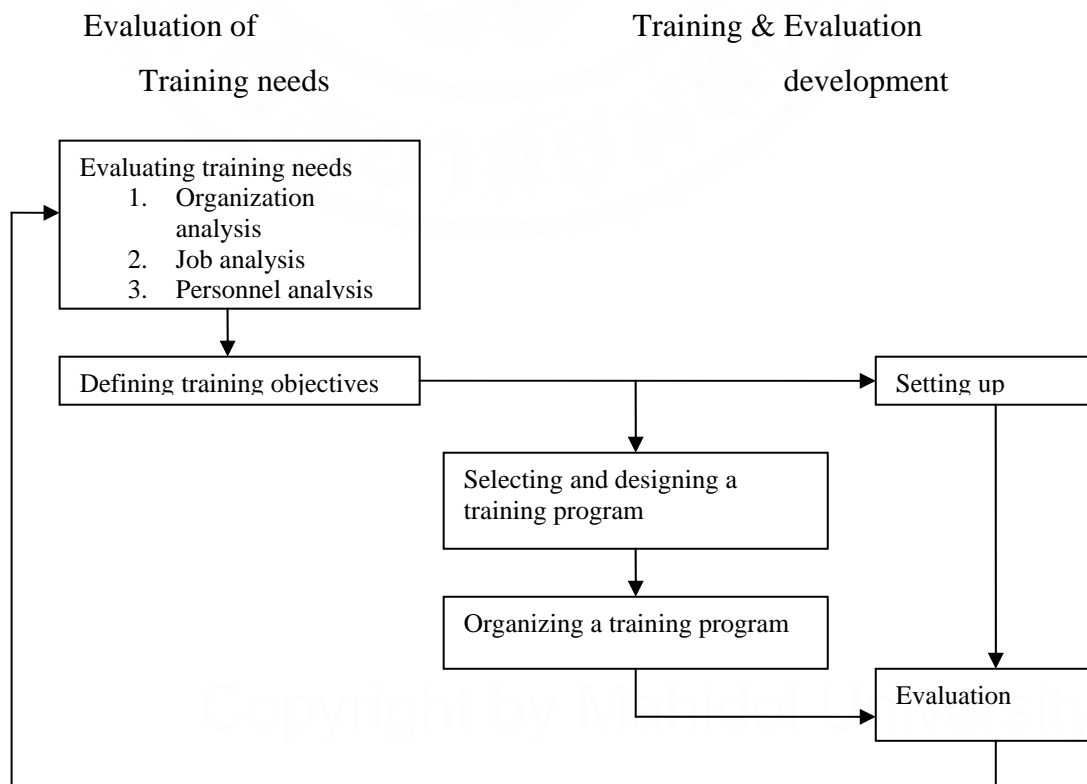 Evaluation of Training & Evaluation
Training needs development
Evaluating training needs
1. Organization
analysis
2. Job analysis
3. Personnel analysis
Defining training objectives
Setting up
Selecting and designing a
training program
Organizing a training program
Evaluation
Copyright by Mahidol University